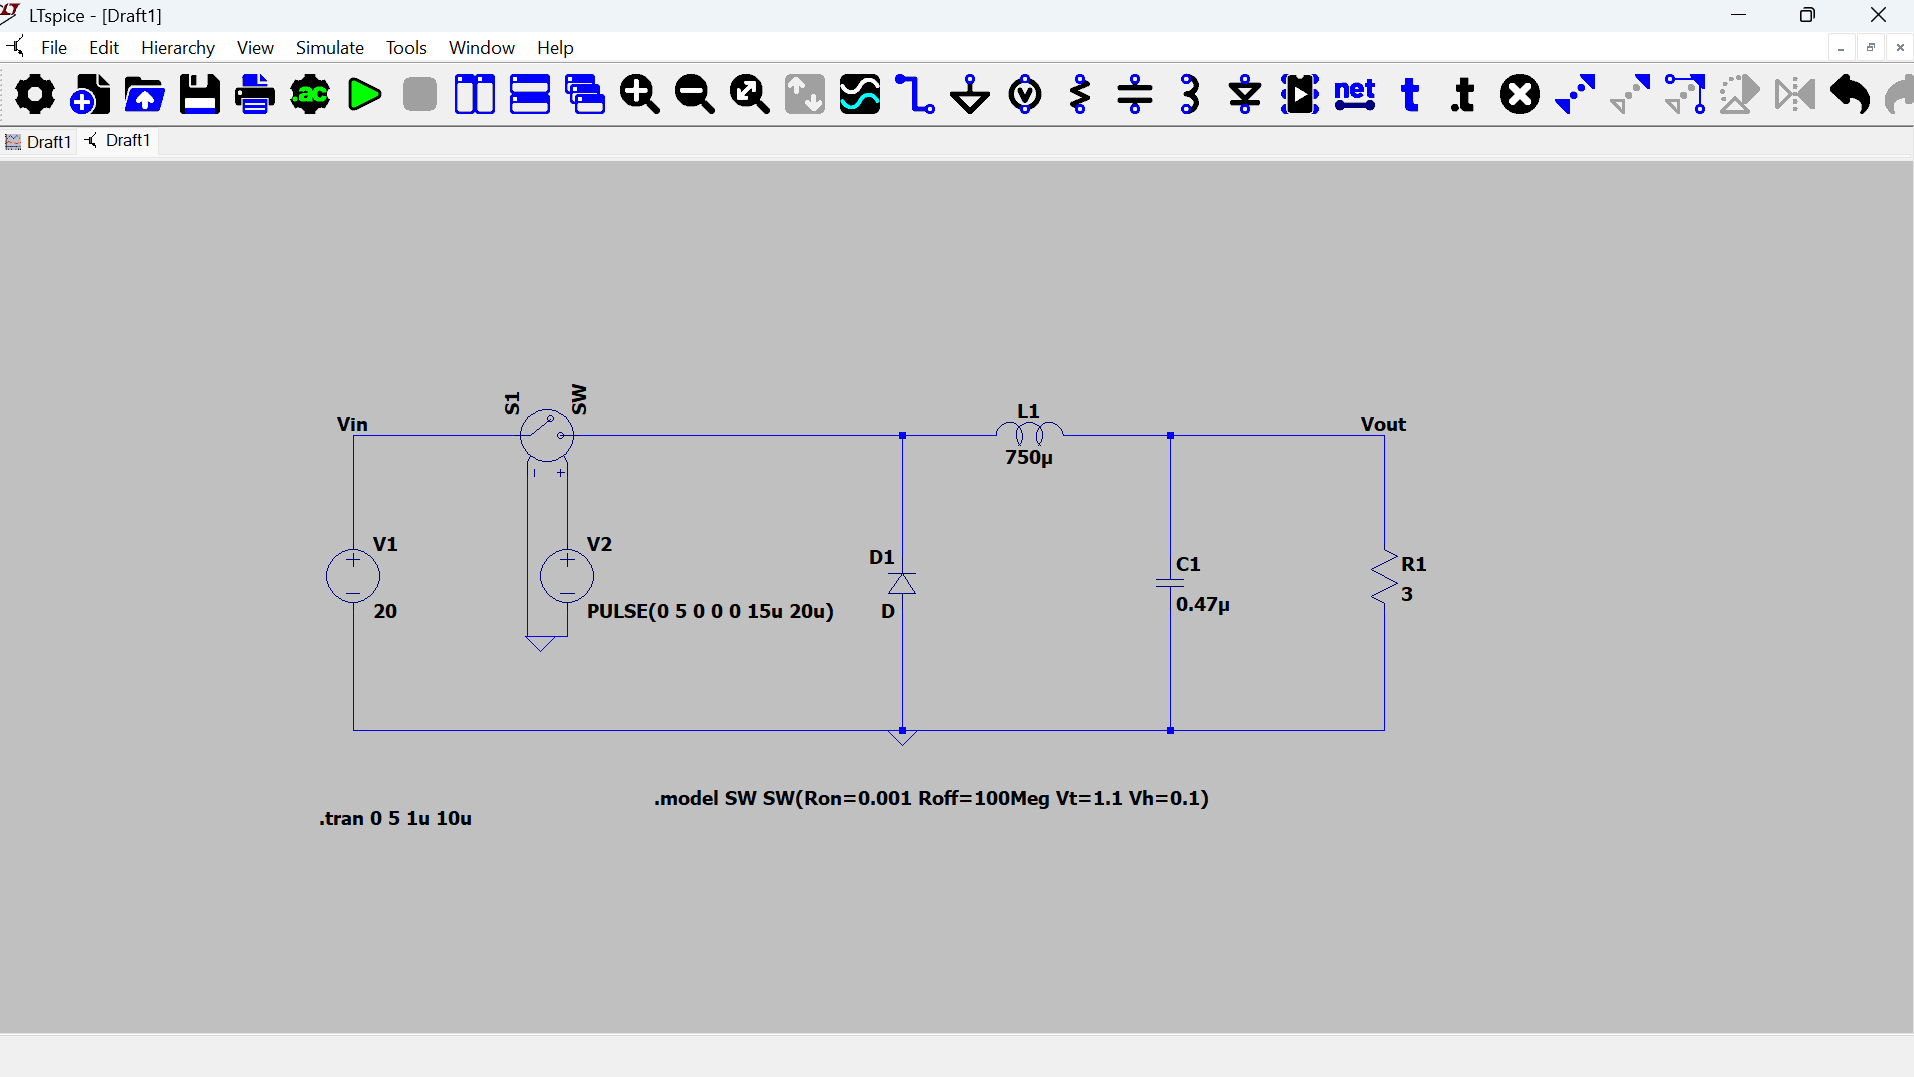 LTspice - [Draft1]
File Edit Hierarchy View Simulate Tools Window Help
.ac net t .t
Draft1 Draft1
S1 SW
Vin
L1
750µ
Vout
V1
20
V2
PULSE(0 5 0 0 0 15u 20u)
D1
D
C1
0.47µ
R1
3
.model SW SW(Ron=0.001 Roff=100Meg Vt=1.1 Vh=0.1)
.tran 0 5 1u 10u